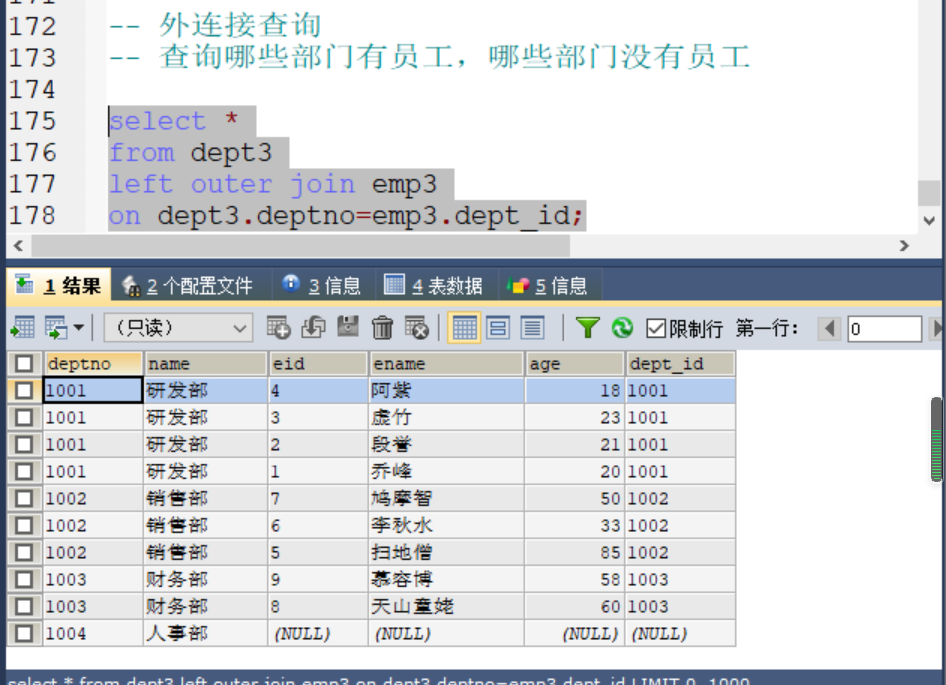 172 -- 外连接查询
173 -- 查询哪些部门有员工，哪些部门没有员工
174
175 select *
176 from dept3
177 left outer join emp3
178 on dept3.deptno=emp3.dept_id;
1 结果 2 个配置文件 3 信息 4 表数据 5 信息
（只读） 限制行 第一行： 0
deptno name eid ename age dept_id
1001 研发部 4 阿紫 18 1001
1001 研发部 3 虚竹 23 1001
1001 研发部 2 段誉 21 1001
1001 研发部 1 乔峰 20 1001
1002 销售部 7 鸠摩智 50 1002
1002 销售部 6 李秋水 33 1002
1002 销售部 5 扫地僧 85 1002
1003 财务部 9 慕容博 58 1003
1003 财务部 8 天山童姥 60 1003
1004 人事部 (NULL) (NULL) (NULL) (NULL)
select * from dept3 left outer join emp3 on dept3.deptno=emp3.dept_id LIMIT 0, 1000